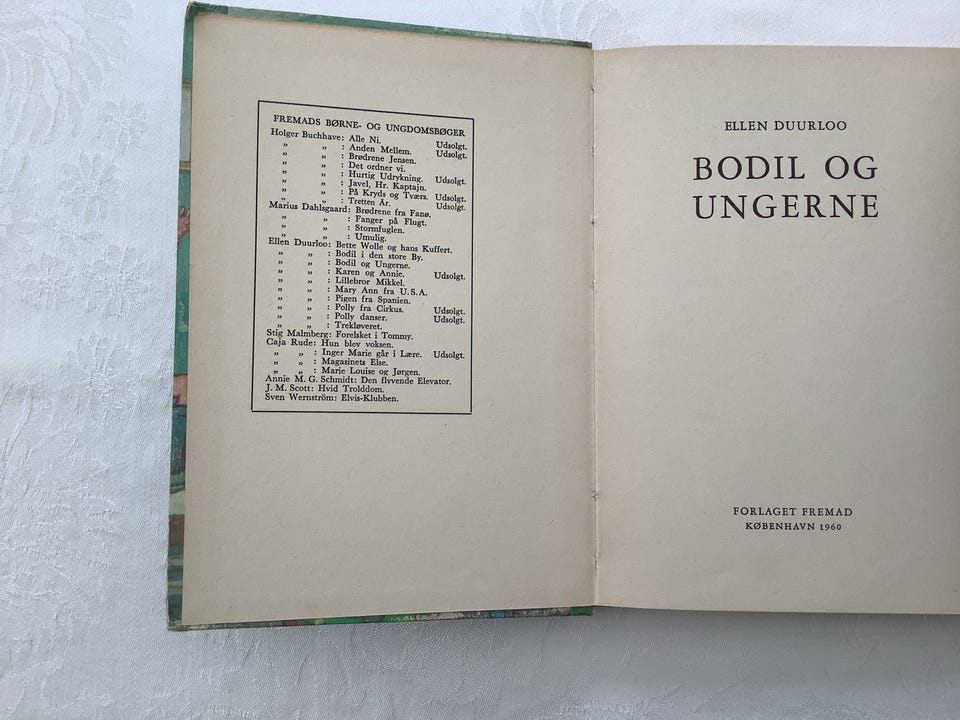 FREMADS BØRNE- OG UNGDOMSBØGER
Holger Buchhave: Alle Ni. Udsolgt.
„ „ : Anden Mellem. Udsolgt.
„ „ : Brødrene Jensen.
„ „ : Det ordner vi.
„ „ : Hurtig Udrykning. Udsolgt.
„ „ : Javel, Hr. Kaptajn.
„ „ : På Kryds og Tværs. Udsolgt.
„ „ : Tretten År. Udsolgt.
Marius Dahlsgaard: Brødrene fra Fanø.
„ „ : Fanger på Flugt.
„ „ : Stormfuglen.
„ „ : Umulig.
Ellen Duurloo: Bette Wolle og hans Kuffert.
„ „ : Bodil i den store By.
„ „ : Bodil og Ungerne.
„ „ : Karen og Annie. Udsolgt.
„ „ : Lillebror Mikkel.
„ „ : Mary Ann fra U.S.A.
„ „ : Pigen fra Spanien.
„ „ : Polly fra Cirkus. Udsolgt.
„ „ : Polly danser. Udsolgt.
„ „ : Trekløveret.
Stig Malmberg: Forelsket i Tommy.
Caja Rude: Hun blev voksen.
„ „ : Inger Marie går i Lære. Udsolgt.
„ „ : Magasinets Else.
„ „ : Marie Louise og Jørgen.
Annie M. G. Schmidt: Den flyvende Elevator.
J. M. Scott: Hvid Trolddom.
Sven Wernström: Elvis-Klubben.
ELLEN DUURLOO
BODIL OG
UNGERNE
FORLAGET FREMAD
KØBENHAVN 1960